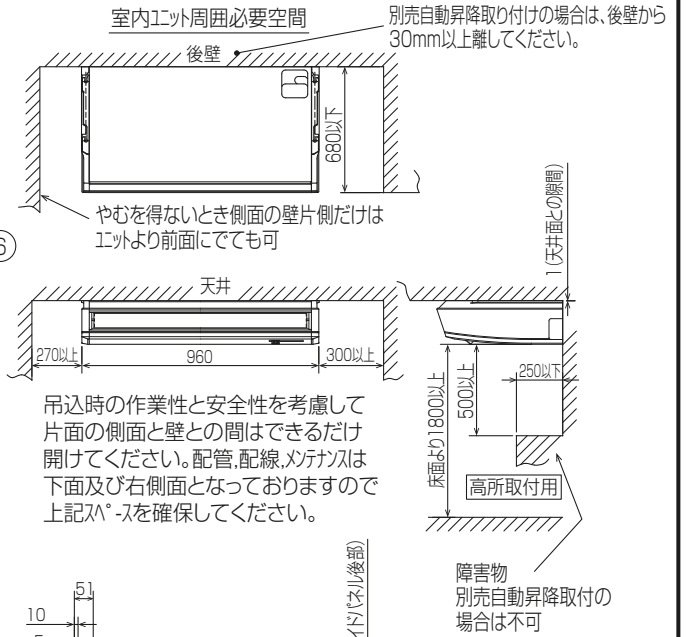 室内ﾕﾆｯﾄ周囲必要空間
別売自動昇降取り付けの場合は、後壁から
30mm以上離してください。
後壁
680以下
やむを得ないとき側面の壁片側だけは
ﾕﾆｯﾄより前面にでても可
6
1(天井面との隙間)
天井
270以上
960
300以上
床面より1800以上
500以上
250以下
高所取付用
吊込時の作業性と安全性を考慮して
片面の側面と壁との間はできるだけ
開けてください。配管,配線,ﾒﾝﾃﾅﾝｽは
下面及び右側面となっておりますので
上記ｽﾍﾟ-ｽを確保してください。
障害物
別売自動昇降取付の
場合は不可
51
10
イドパネル後部)